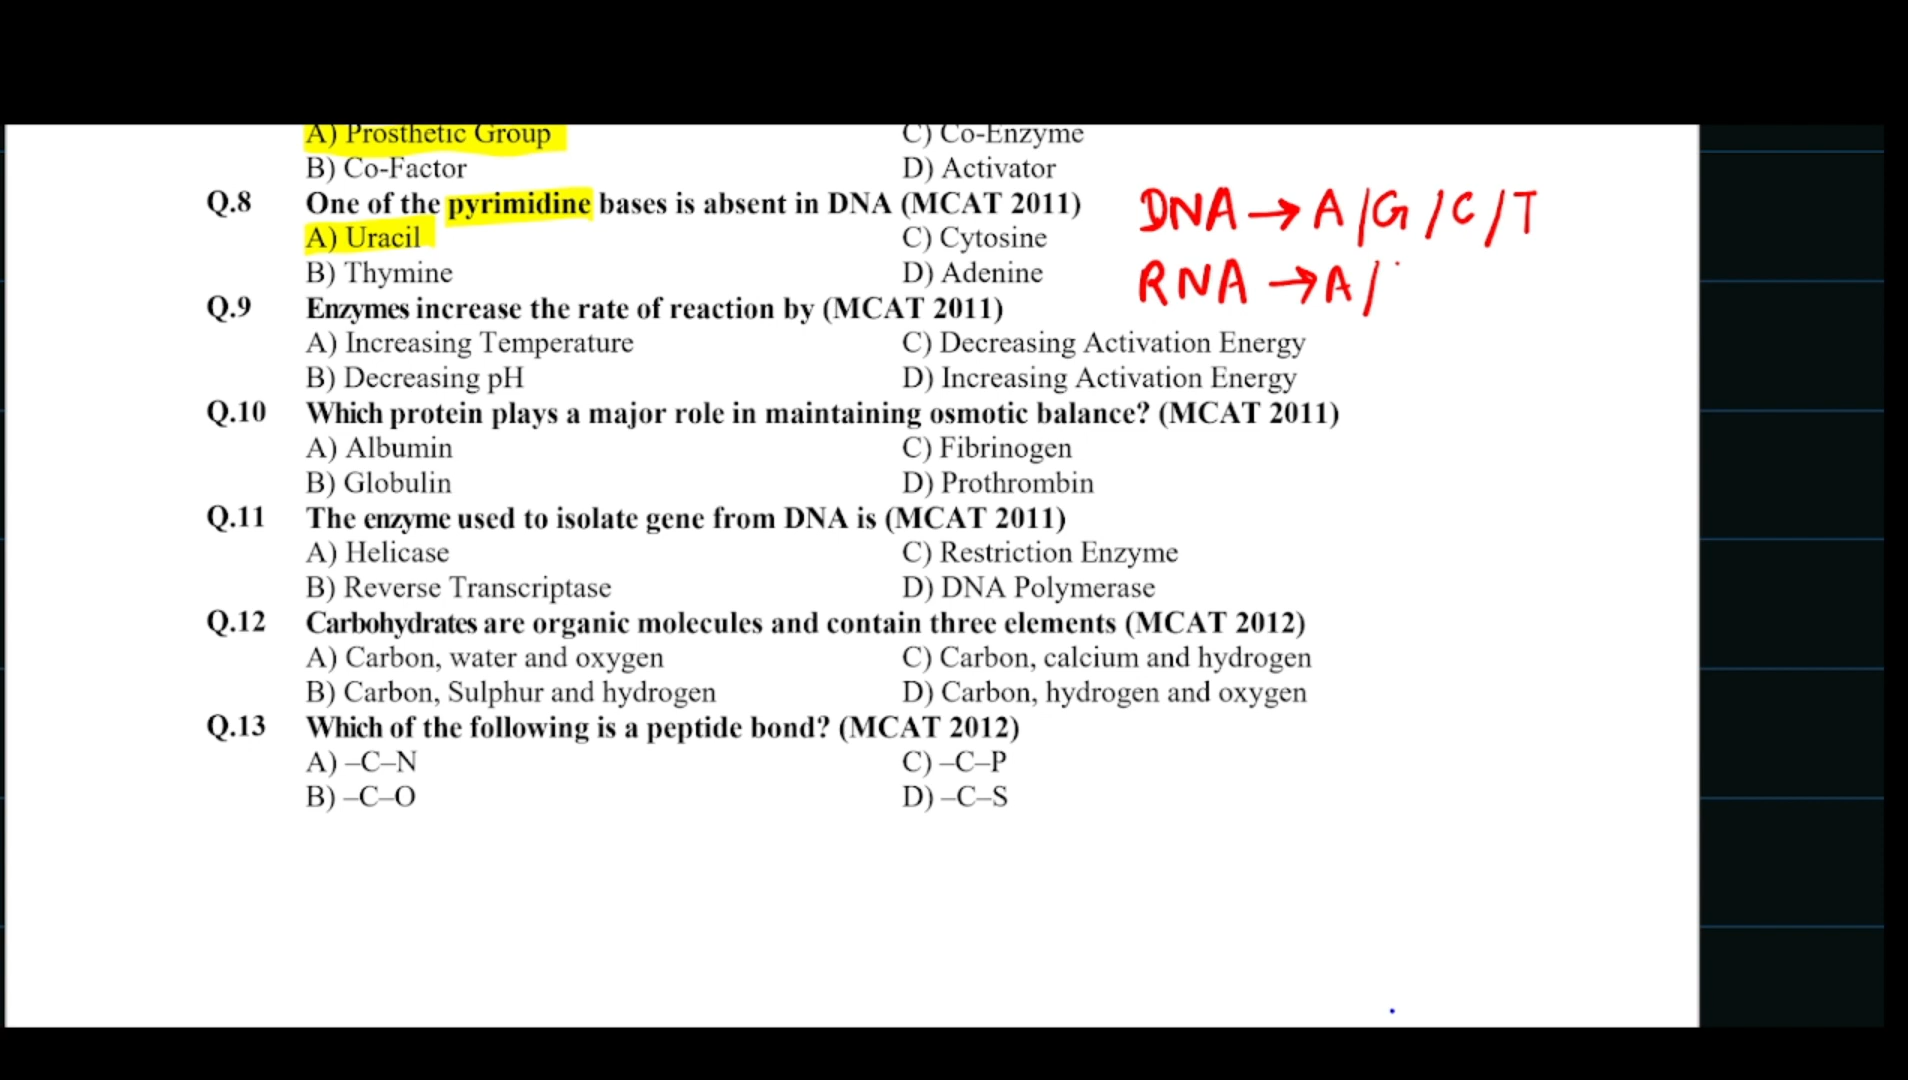 A) Prosthetic Group C) Co-Enzyme
B) Co-Factor D) Activator
Q.8 One of the pyrimidine bases is absent in DNA (MCAT 2011) DNA → A/G/C/T
A) Uracil C) Cytosine
B) Thymine D) Adenine RNA → A/
Q.9 Enzymes increase the rate of reaction by (MCAT 2011)
A) Increasing Temperature C) Decreasing Activation Energy
B) Decreasing pH D) Increasing Activation Energy
Q.10 Which protein plays a major role in maintaining osmotic balance? (MCAT 2011)
A) Albumin C) Fibrinogen
B) Globulin D) Prothrombin
Q.11 The enzyme used to isolate gene from DNA is (MCAT 2011)
A) Helicase C) Restriction Enzyme
B) Reverse Transcriptase D) DNA Polymerase
Q.12 Carbohydrates are organic molecules and contain three elements (MCAT 2012)
A) Carbon, water and oxygen C) Carbon, calcium and hydrogen
B) Carbon, Sulphur and hydrogen D) Carbon, hydrogen and oxygen
Q.13 Which of the following is a peptide bond? (MCAT 2012)
A) –C–N C) –C–P
B) –C–O D) –C–S